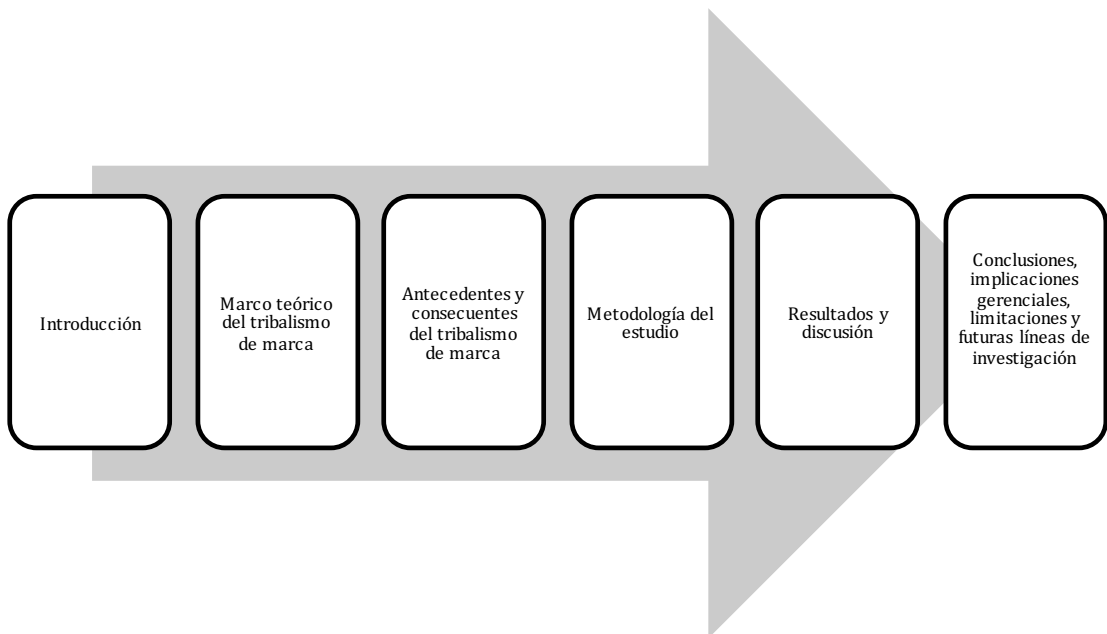 Introducción
Marco teórico
del tribalismo
de marca
Antecedentes y
consecuentes
del tribalismo
de marca
Metodología del
estudio
Resultados y
discusión
Conclusiones,
implicaciones
gerenciales,
limitaciones y
futuras líneas de
investigación